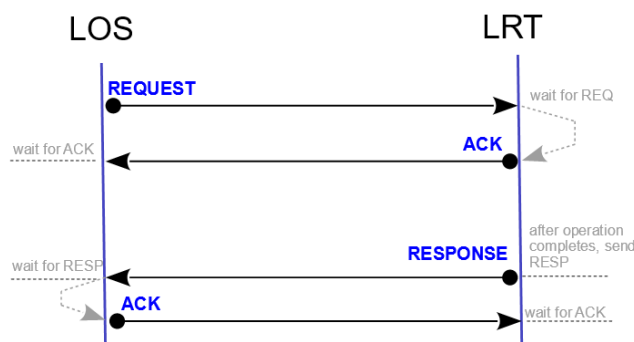 LOS
LRT
REQUEST
wait for REQ
wait for ACK
ACK
after operation
completes, send
RESP
RESPONSE
wait for RESP
ACK
wait for ACK